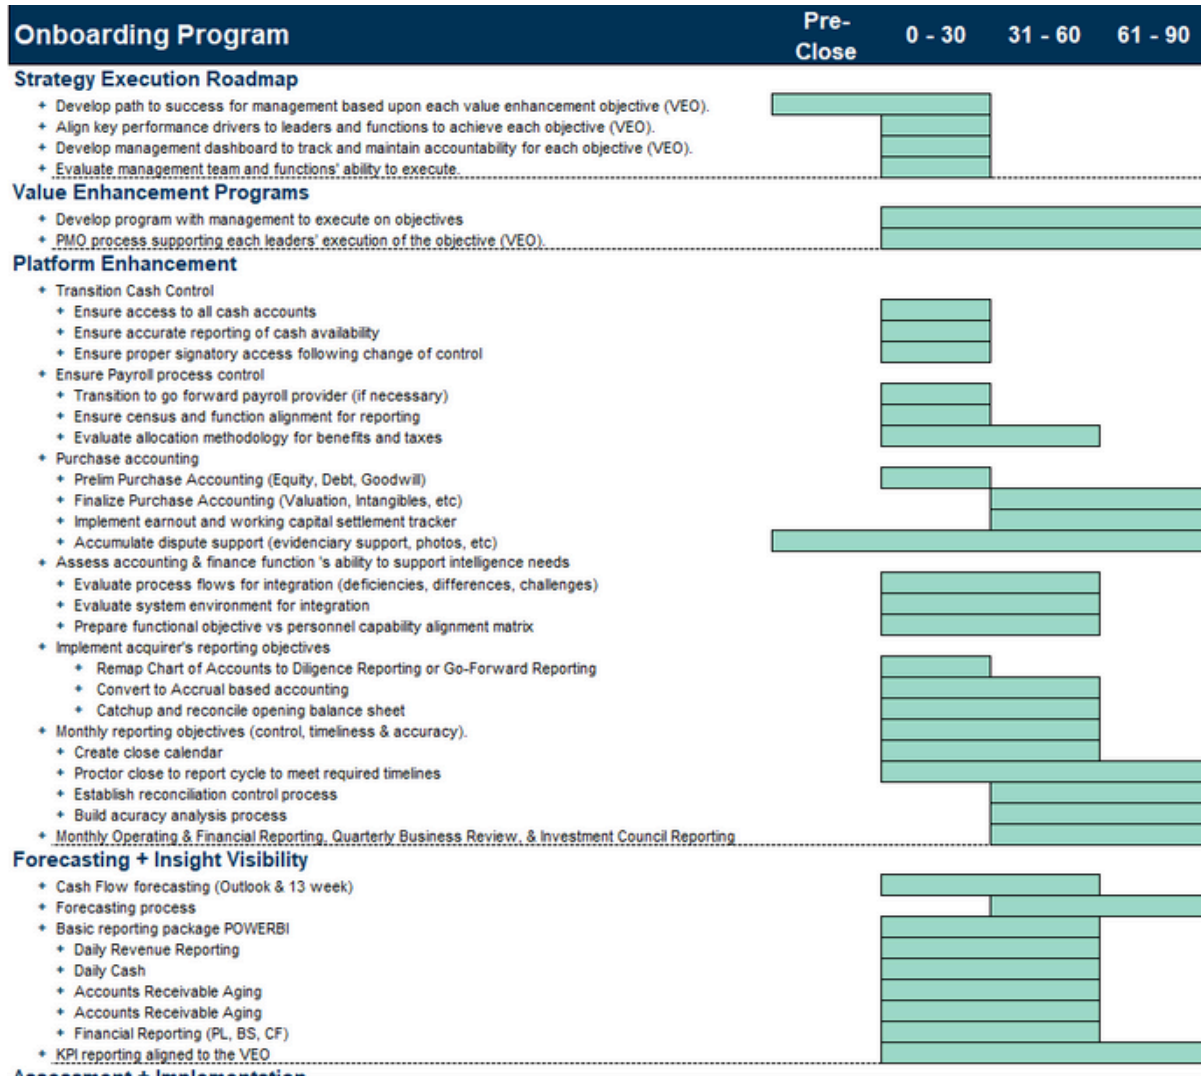 Onboarding Program
Pre-
Close
0 - 30
31 - 60
61 - 90
Strategy Execution Roadmap
Develop path to success for management based upon each value enhancement objective (VEO).
Align key performance drivers to leaders and functions to achieve each objective (VEO).
Develop management dashboard to track and maintain accountability for each objective (VEO).
Evaluate management team and functions' ability to execute.
Value Enhancement Programs
Develop program with management to execute on objectives
PMO process supporting each leaders' execution of the objective (VEO).
Platform Enhancement
Transition Cash Control
Ensure access to all cash accounts
Ensure accurate reporting of cash availability
Ensure proper signatory access following change of control
Ensure Payroll process control
Transition to go forward payroll provider (if necessary)
Ensure census and function alignment for reporting
Evaluate allocation methodology for benefits and taxes
Purchase accounting
Prelim Purchase Accounting (Equity, Debt, Goodwill)
Finalize Purchase Accounting (Valuation, Intangibles, etc)
Implement earnout and working capital settlement tracker
Accumulate dispute support (evidenciary support, photos, etc)
Assess accounting & finance function 's ability to support intelligence needs
Evaluate process flows for integration (deficiencies, differences, challenges)
Evaluate system environment for integration
Prepare functional objective vs personnel capability alignment matrix
Implement acquirer's reporting objectives
Remap Chart of Accounts to Diligence Reporting or Go-Forward Reporting
Convert to Accrual based accounting
Catchup and reconcile opening balance sheet
Monthly reporting objectives (control, timeliness & accuracy).
Create close calendar
Proctor close to report cycle to meet required timelines
Establish reconciliation control process
Build acuracy analysis process
Monthly Operating & Financial Reporting, Quarterly Business Review, & Investment Council Reporting
Forecasting + Insight Visibility
Cash Flow forecasting (Outlook & 13 week)
Forecasting process
Basic reporting package POWERBI
Daily Revenue Reporting
Daily Cash
Accounts Receivable Aging
Accounts Receivable Aging
Financial Reporting (PL, BS, CF)
KPI reporting aligned to the VEO
Assessment + Implementation